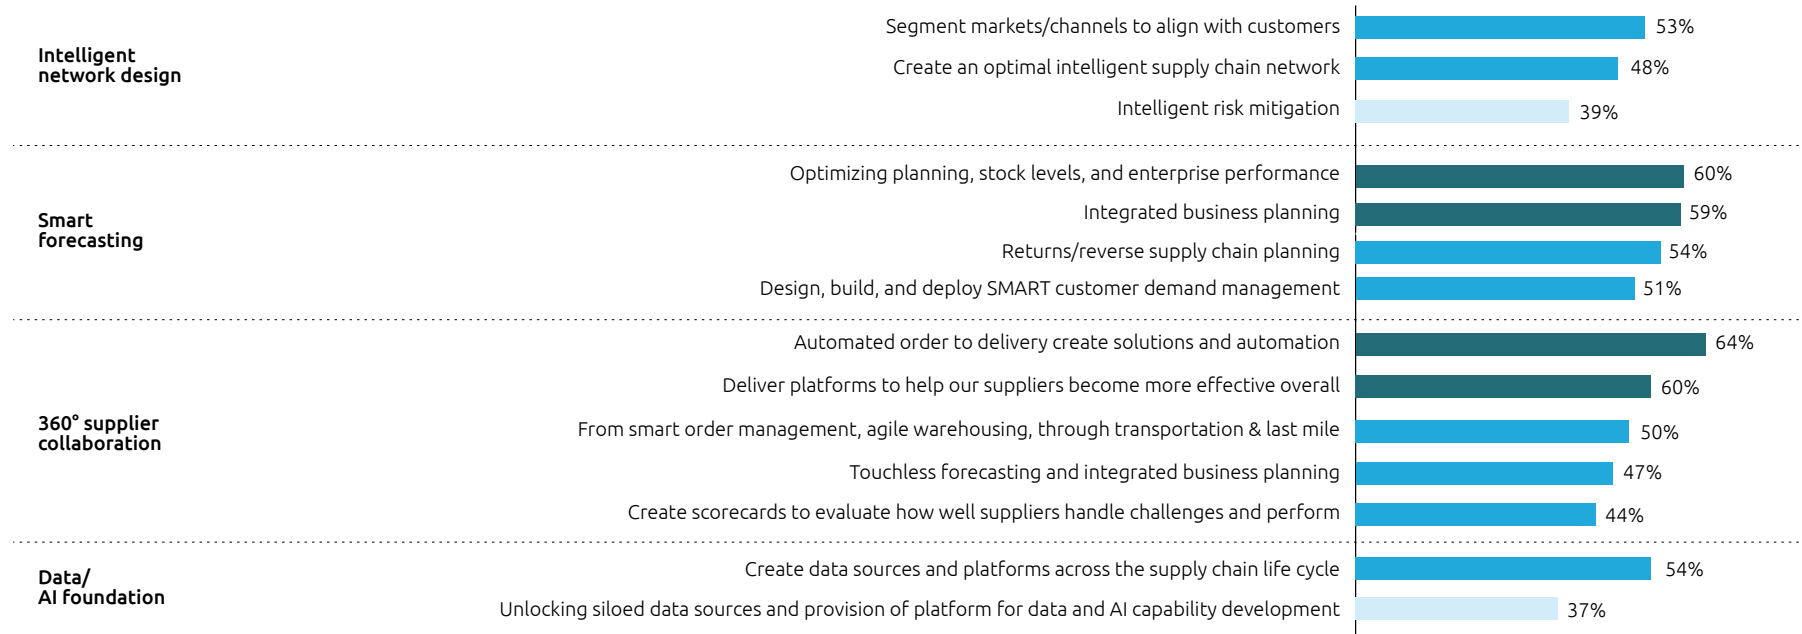 Intelligent
network design
Segment markets/channels to align with customers 53%
Create an optimal intelligent supply chain network 48%
Intelligent risk mitigation 39%
Smart
forecasting
Optimizing planning, stock levels, and enterprise performance 60%
Integrated business planning 59%
Returns/reverse supply chain planning 54%
Design, build, and deploy SMART customer demand management 51%
360° supplier
collaboration
Automated order to delivery create solutions and automation 64%
Deliver platforms to help our suppliers become more effective overall 60%
From smart order management, agile warehousing, through transportation & last mile 50%
Touchless forecasting and integrated business planning 47%
Create scorecards to evaluate how well suppliers handle challenges and perform 44%
Data/
AI foundation
Create data sources and platforms across the supply chain life cycle 54%
Unlocking siloed data sources and provision of platform for data and AI capability development 37%